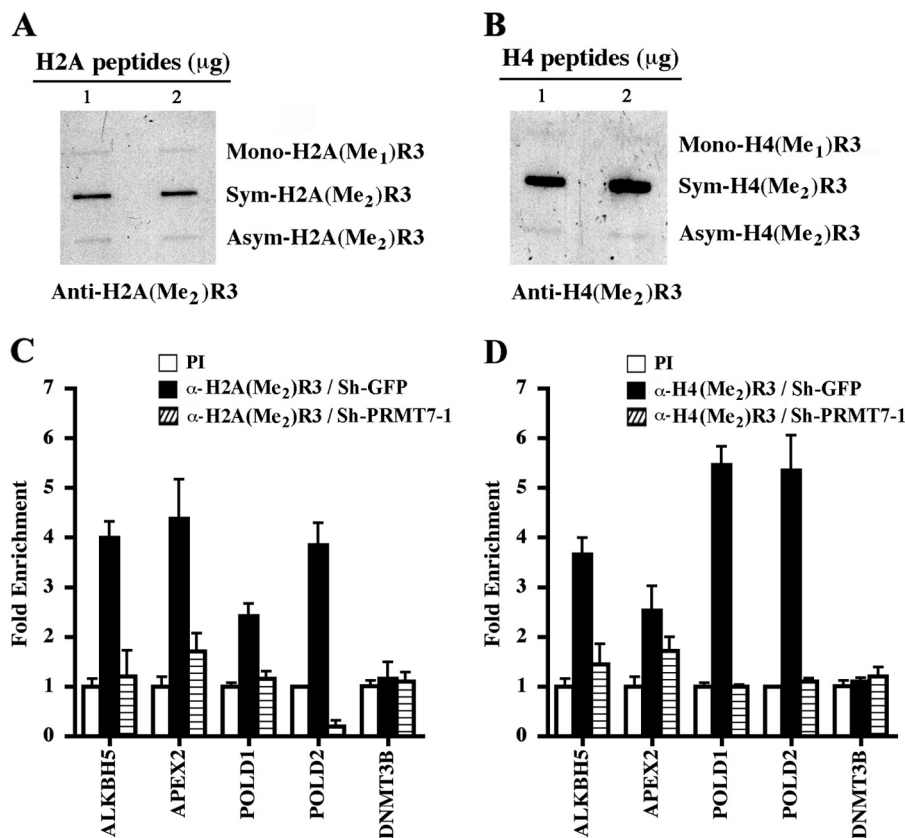 A
H2A peptides (μg)
1 2
Mono-H2A(Me1)R3
Sym-H2A(Me2)R3
Asym-H2A(Me2)R3
Anti-H2A(Me2)R3
B
H4 peptides (μg)
1 2
Mono-H4(Me1)R3
Sym-H4(Me2)R3
Asym-H4(Me2)R3
Anti-H4(Me2)R3
C
PI
α-H2A(Me2)R3 / Sh-GFP
α-H2A(Me2)R3 / Sh-PRMT7-1
Fold Enrichment
7
6
5
4
3
2
1
0
ALKBH5
APEX2
POLD1
POLD2
DNMT3B
D
PI
α-H4(Me2)R3 / Sh-GFP
α-H4(Me2)R3 / Sh-PRMT7-1
Fold Enrichment
7
6
5
4
3
2
1
0
ALKBH5
APEX2
POLD1
POLD2
DNMT3B